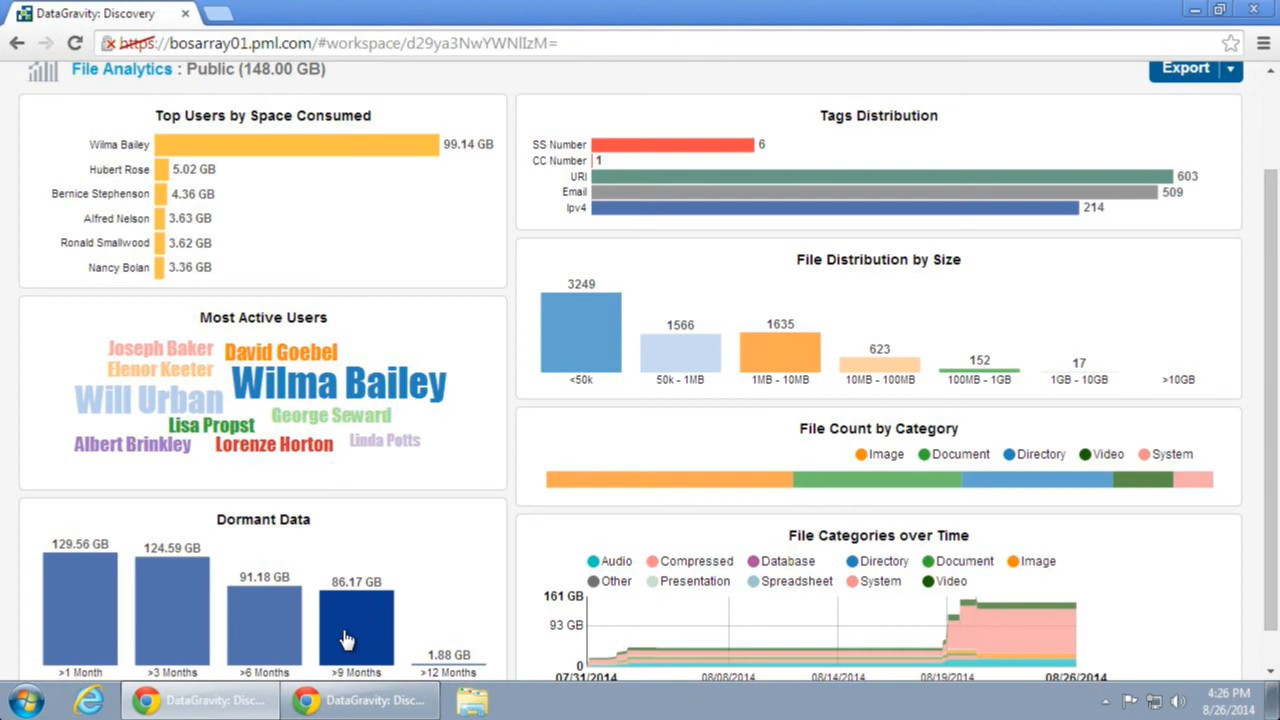 DataGravity: Discovery
https://bosarray01.pml.com/#workspace/d29ya3NwYWNlIzM=
File Analytics : Public (148.00 GB)
Export
Top Users by Space Consumed
Wilma Bailey 99.14 GB
Hubert Rose 5.02 GB
Bernice Stephenson 4.36 GB
Alfred Nelson 3.63 GB
Ronald Smallwood 3.62 GB
Nancy Bolan 3.36 GB
Tags Distribution
SS Number 6
CC Number 1
URI 603
Email 509
Ipv4 214
File Distribution by Size
3249 1566 1635 623 152 17
<50k 50k - 1MB 1MB - 10MB 10MB - 100MB 100MB - 1GB 1GB - 10GB >10GB
Most Active Users
Joseph Baker David Goebel
Elenor Keeter Wilma Bailey
Will Urban
George Seward
Lisa Propst
Albert Brinkley Lorenze Horton Linda Potts
File Count by Category
Image Document Directory Video System
Dormant Data
129.56 GB 124.59 GB 91.18 GB 86.17 GB 1.88 GB
>1 Month >3 Months >6 Months >9 Months >12 Months
File Categories over Time
Audio Compressed Database Directory Document Image
Other Presentation Spreadsheet System Video
161 GB
93 GB
0
07/31/2014 08/08/2014 08/14/2014 08/19/2014 08/26/2014
DataGravity: Disc... DataGravity: Disc...
4:26 PM
8/26/2014